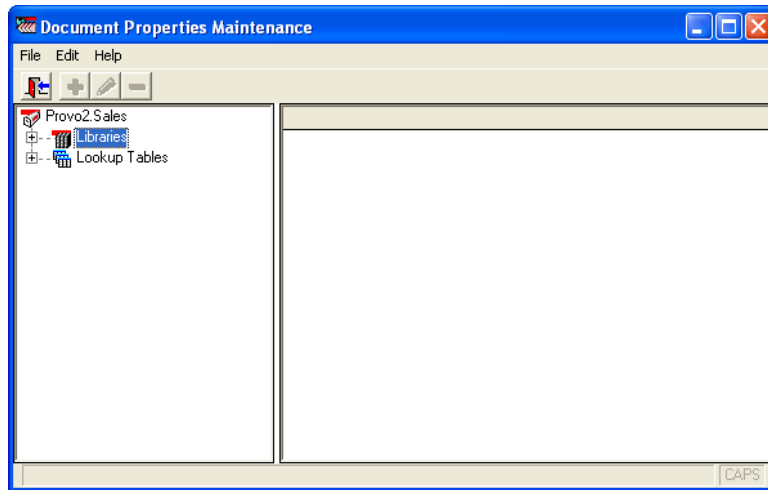 Document Properties Maintenance
File Edit Help
Provo2.Sales
Libraries
Lookup Tables
CAPS